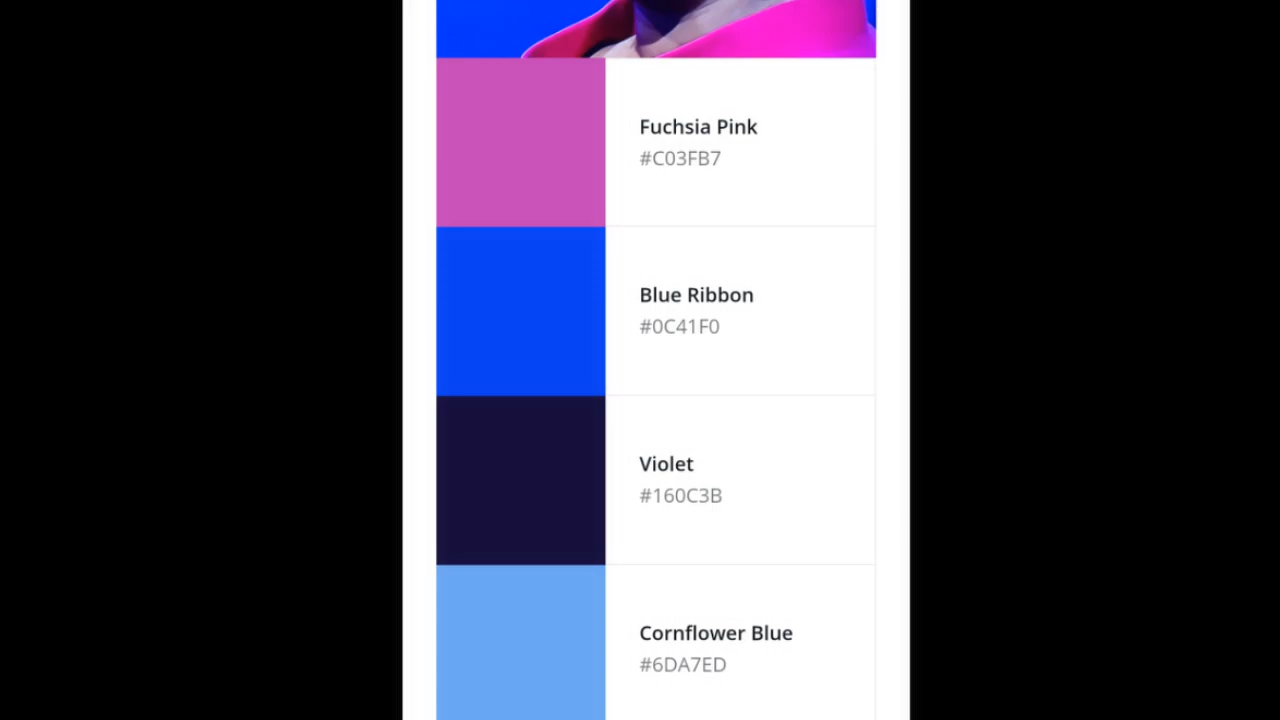 Fuchsia Pink
#C03FB7
Blue Ribbon
#0C41F0
Violet
#160C3B
Cornflower Blue
#6DA7ED